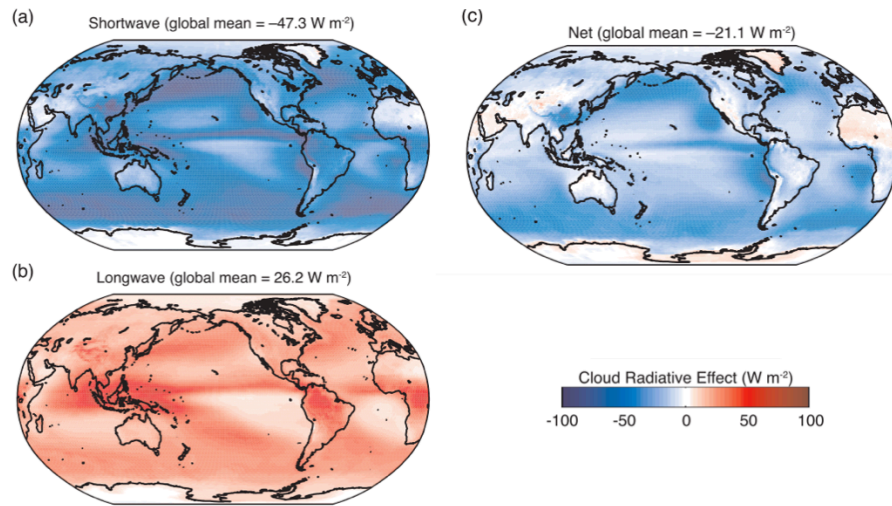 (a)
Shortwave (global mean = –47.3 W m-2)
(c)
Net (global mean = –21.1 W m-2)
(b)
Longwave (global mean = 26.2 W m-2)
Cloud Radiative Effect (W m-2)
-100 -50 0 50 100